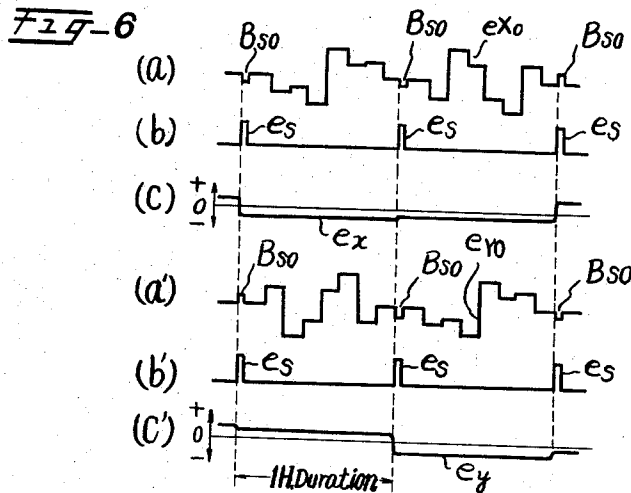 Fig-6
(a) Bso Bso exo Bso
(b) es es es
(c) + 0 - ex
(a') Bso Bso eyo Bso
(b') es es es
(c') + 0 - ey
1H.Duration